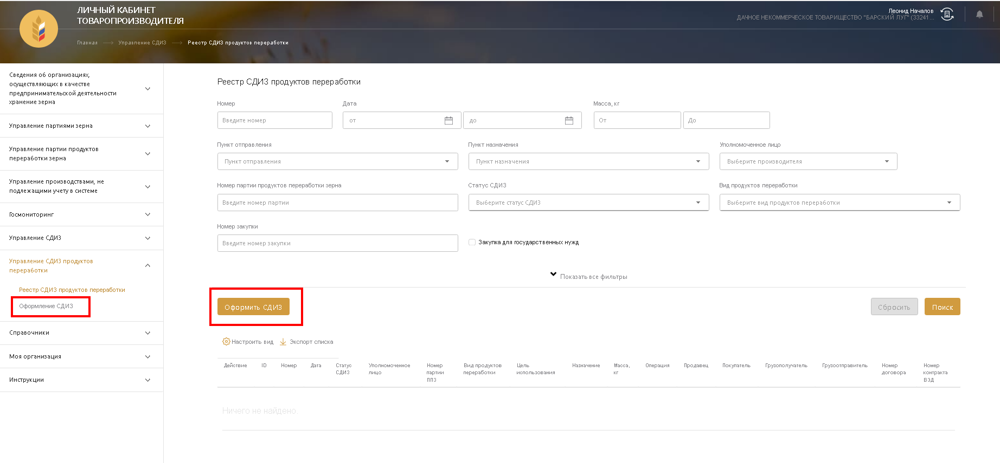 ЛИЧНЫЙ КАБИНЕТ
ТОВАРОПРОИЗВОДИТЕЛЯ
Леонид Началов
ДАЧНОЕ НЕКОММЕРЧЕСКОЕ ТОВАРИЩЕСТВО "БАРСКИЙ ЛУГ" (33241...
Главная Управление СДИЗ Реестр СДИЗ продуктов переработки
Сведения об организациях,
осуществляющих в качестве
предпринимательской деятельности
хранение зерна
Управление партиями зерна
Управление партии продуктов
переработки зерна
Управление производствами, не
подлежащими учету в системе
Госмониторинг
Управление СДИЗ
Управление СДИЗ продуктов
переработки
Реестр СДИЗ продуктов переработки
Оформление СДИЗ
Справочники
Моя организация
Инструкции
Реестр СДИЗ продуктов переработки
Номер Дата Масса, кг
Введите номер от до От До
Пункт отправления Пункт назначения Уполномоченное лицо
Пункт отправления Пункт назначения Выберите производителя
Номер партии продуктов переработки зерна Статус СДИЗ Вид продуктов переработки
Введите номер партии Выберите статус СДИЗ Выберите вид продуктов переработки
Номер закупки
Введите номер закупки Закупка для государственных нужд
Показать все фильтры
Оформить СДИЗ Сбросить Поиск
Настроить вид Экспорт списка
Действие ID Номер Дата Статус Уполномоченное Номер Вид продуктов Цель Назначение Масса, Операция Продавец Покупатель Грузополучатель Грузоотправитель Номер Номер
СДИЗ лицо партии переработки использования кг договора контракта
ППЗ ВЭД
Ничего не найдено.